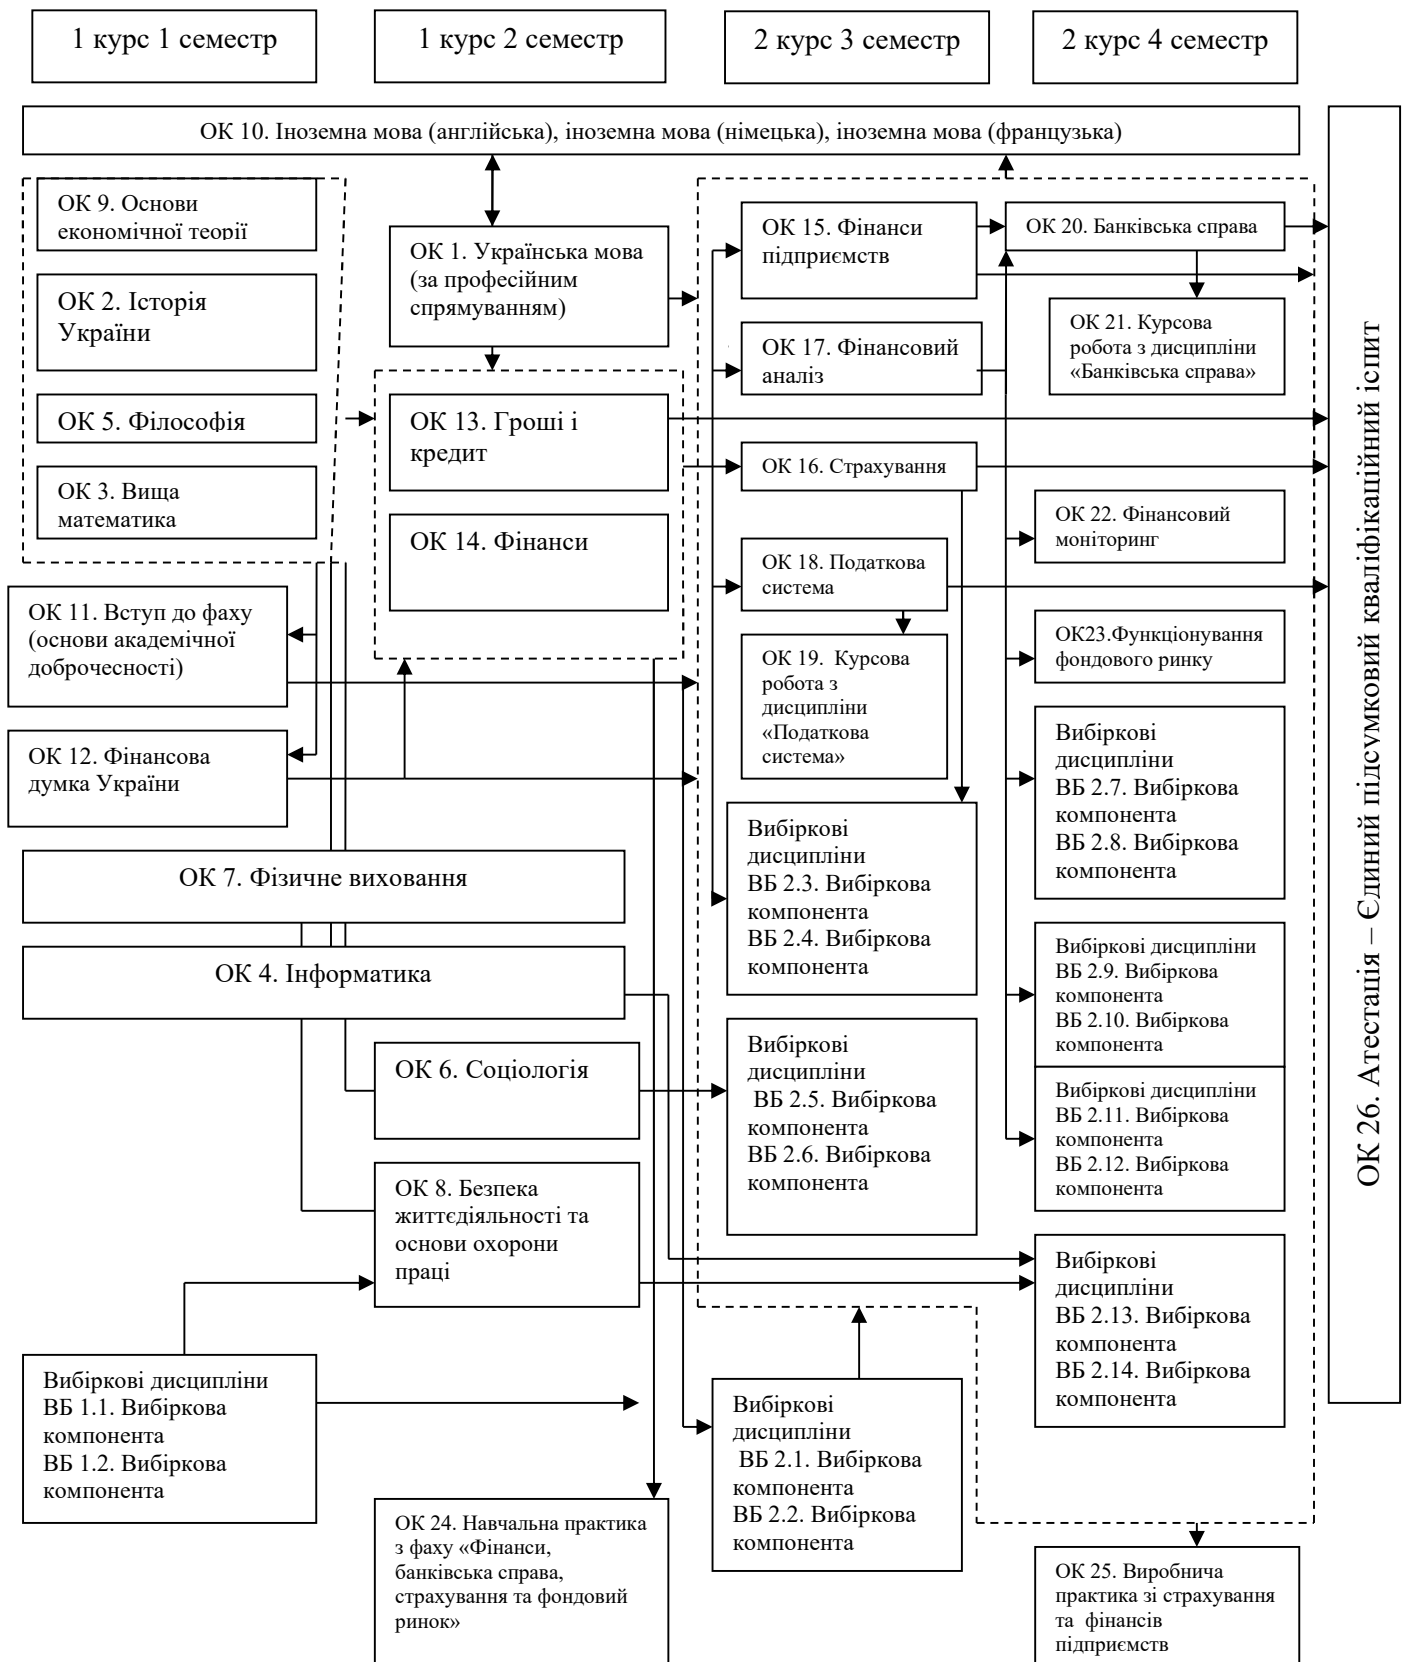 1 курс 1 семестр
1 курс 2 семестр
2 курс 3 семестр
2 курс 4 семестр
ОК 10. Іноземна мова (англійська), іноземна мова (німецька), іноземна мова (французька)
ОК 9. Основи
економічної теорії
ОК 2. Історія
України
ОК 5. Філософія
ОК 3. Вища
математика
ОК 11. Вступ до фаху
(основи академічної
доброчесності)
ОК 12. Фінансова
думка України
ОК 7. Фізичне виховання
ОК 4. Інформатика
Вибіркові дисципліни
ВБ 1.1. Вибіркова
компонента
ВБ 1.2. Вибіркова
компонента
ОК 1. Українська мова
(за професійним
спрямуванням)
ОК 13. Гроші і
кредит
ОК 14. Фінанси
ОК 6. Соціологія
ОК 8. Безпека
життєдіяльності та
основи охорони
праці
ОК 24. Навчальна практика
з фаху «Фінанси,
банківська справа,
страхування та фондовий
ринок»
ОК 15. Фінанси
підприємств
ОК 17. Фінансовий
аналіз
ОК 16. Страхування
ОК 18. Податкова
система
ОК 19. Курсова
робота з
дисципліни
«Податкова
система»
Вибіркові
дисципліни
ВБ 2.3. Вибіркова
компонента
ВБ 2.4. Вибіркова
компонента
Вибіркові
дисципліни
ВБ 2.5. Вибіркова
компонента
ВБ 2.6. Вибіркова
компонента
Вибіркові
дисципліни
ВБ 2.1. Вибіркова
компонента
ВБ 2.2. Вибіркова
компонента
ОК 20. Банківська справа
ОК 21. Курсова
робота з дисципліни
«Банківська справа»
ОК 22. Фінансовий
моніторинг
ОК23.Функціонування
фондового ринку
Вибіркові
дисципліни
ВБ 2.7. Вибіркова
компонента
ВБ 2.8. Вибіркова
компонента
Вибіркові дисципліни
ВБ 2.9. Вибіркова
компонента
ВБ 2.10. Вибіркова
компонента
Вибіркові дисципліни
ВБ 2.11. Вибіркова
компонента
ВБ 2.12. Вибіркова
компонента
Вибіркові
дисципліни
ВБ 2.13. Вибіркова
компонента
ВБ 2.14. Вибіркова
компонента
ОК 25. Виробнича
практика зі страхування
та фінансів
підприємств
ОК 26. Атестація – Єдиний підсумковий кваліфікаційний іспит